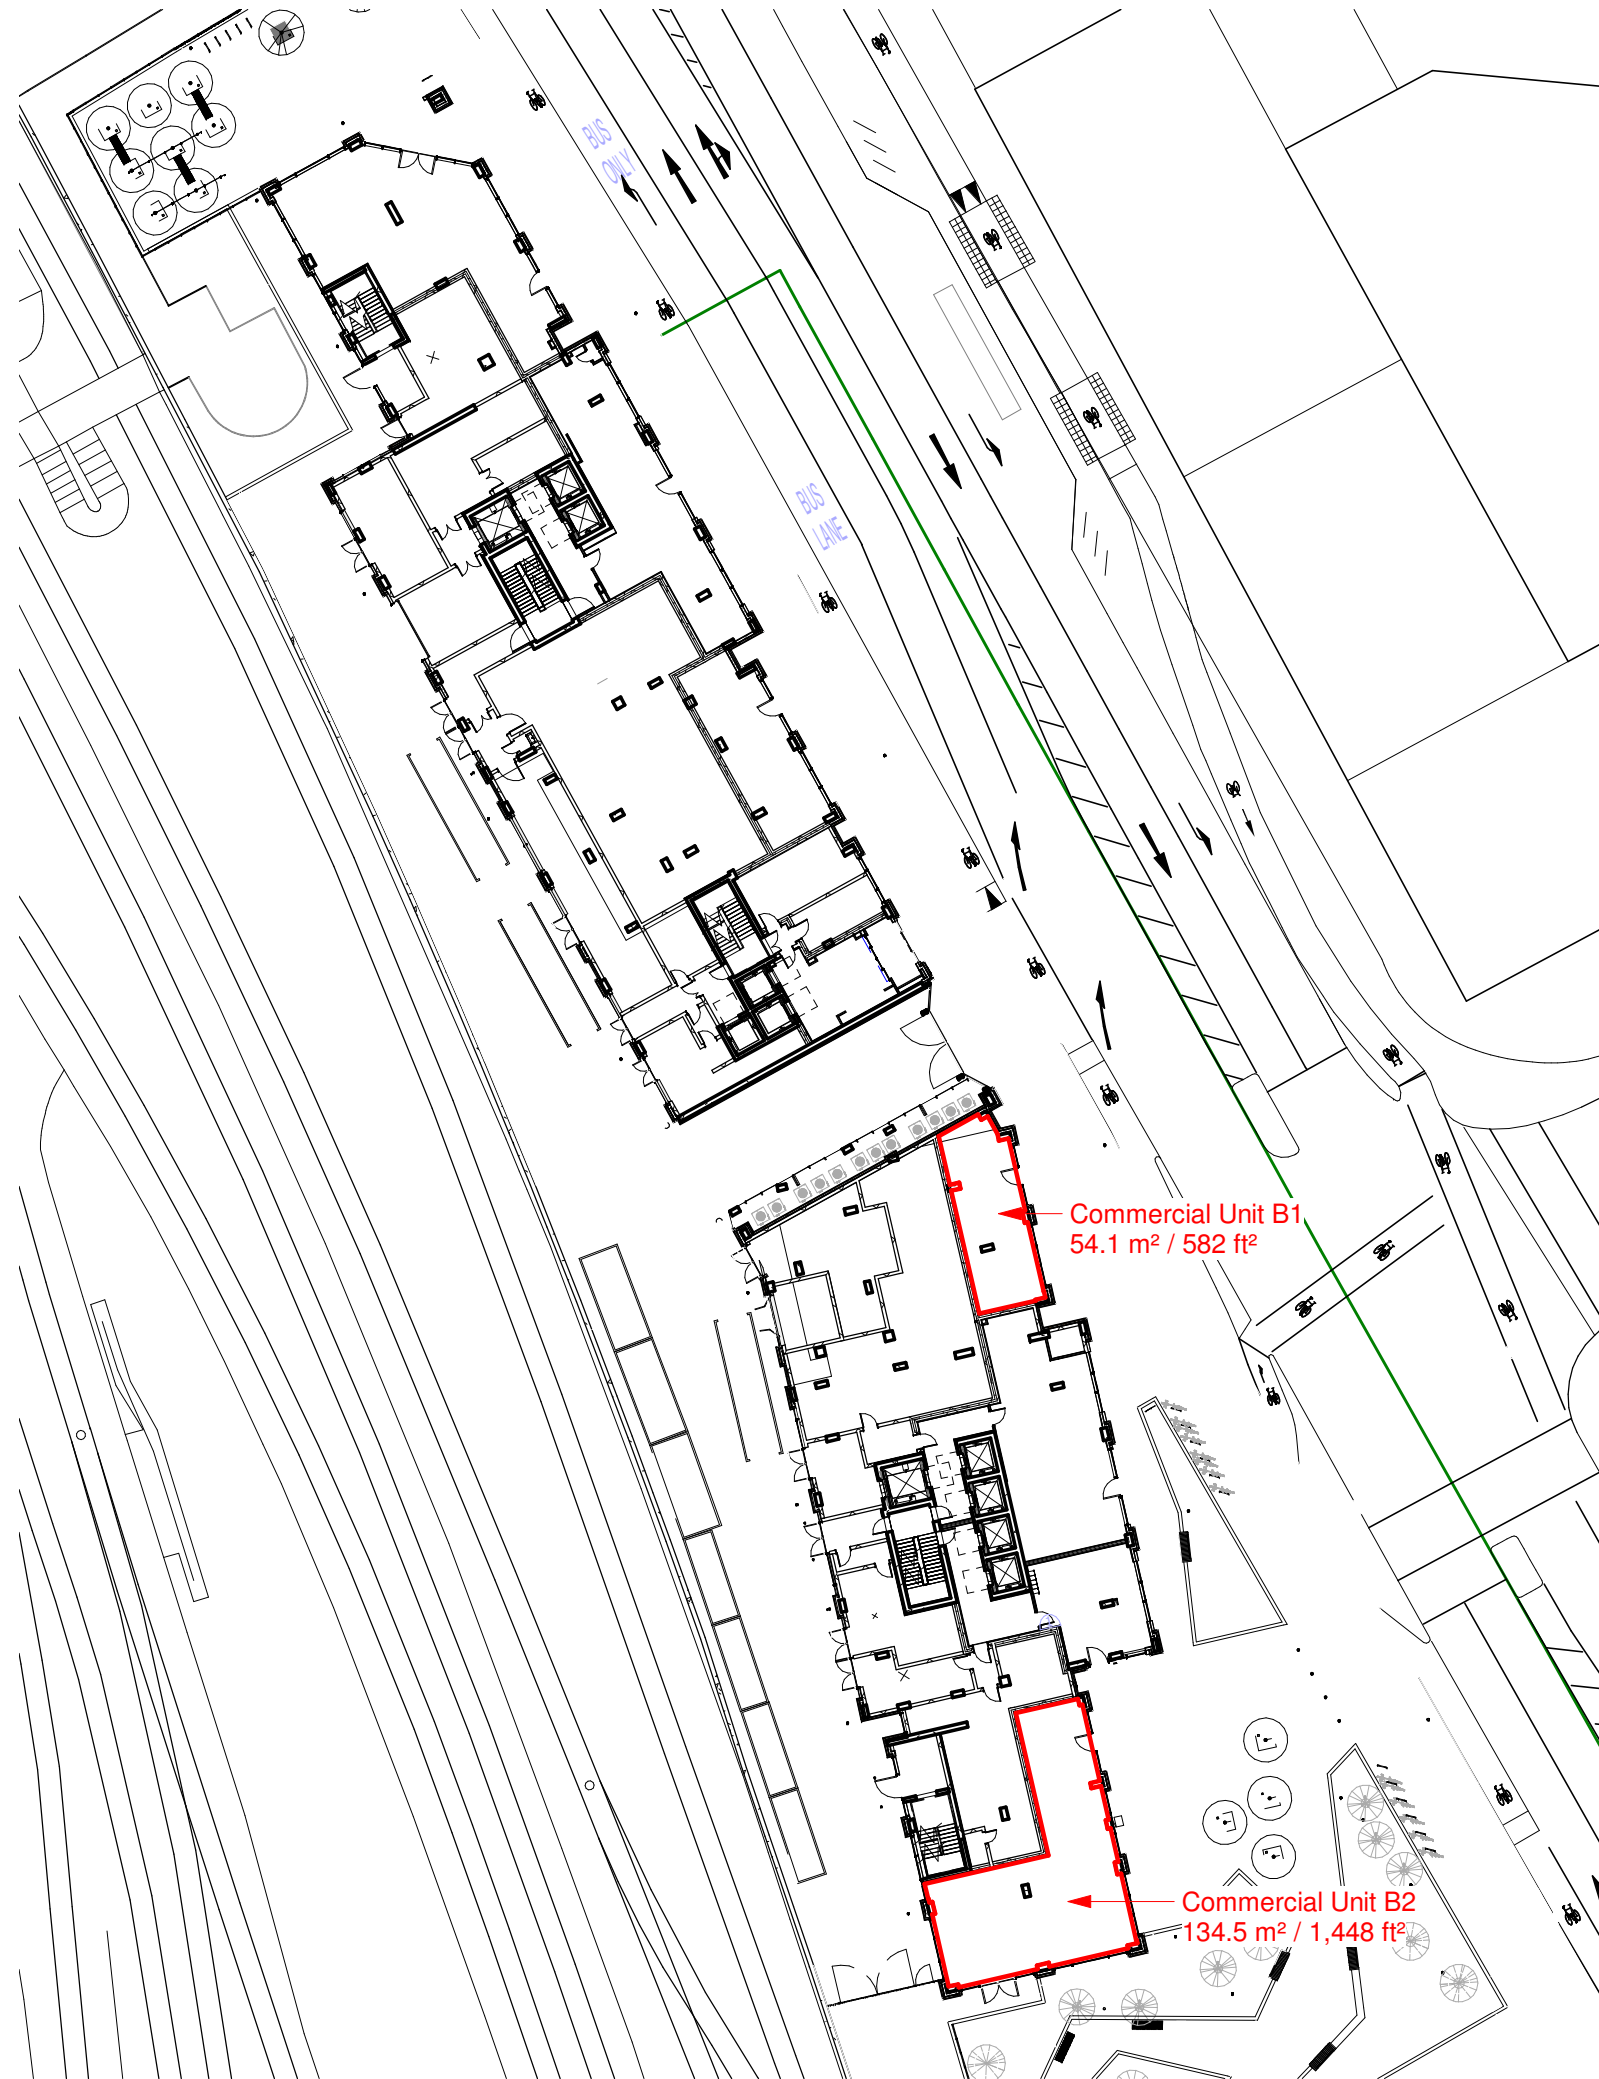 BUS
ONLY
BUS
LANE
Commercial Unit B1
54.1 m² / 582 ft²
Commercial Unit B2
134.5 m² / 1,448 ft²